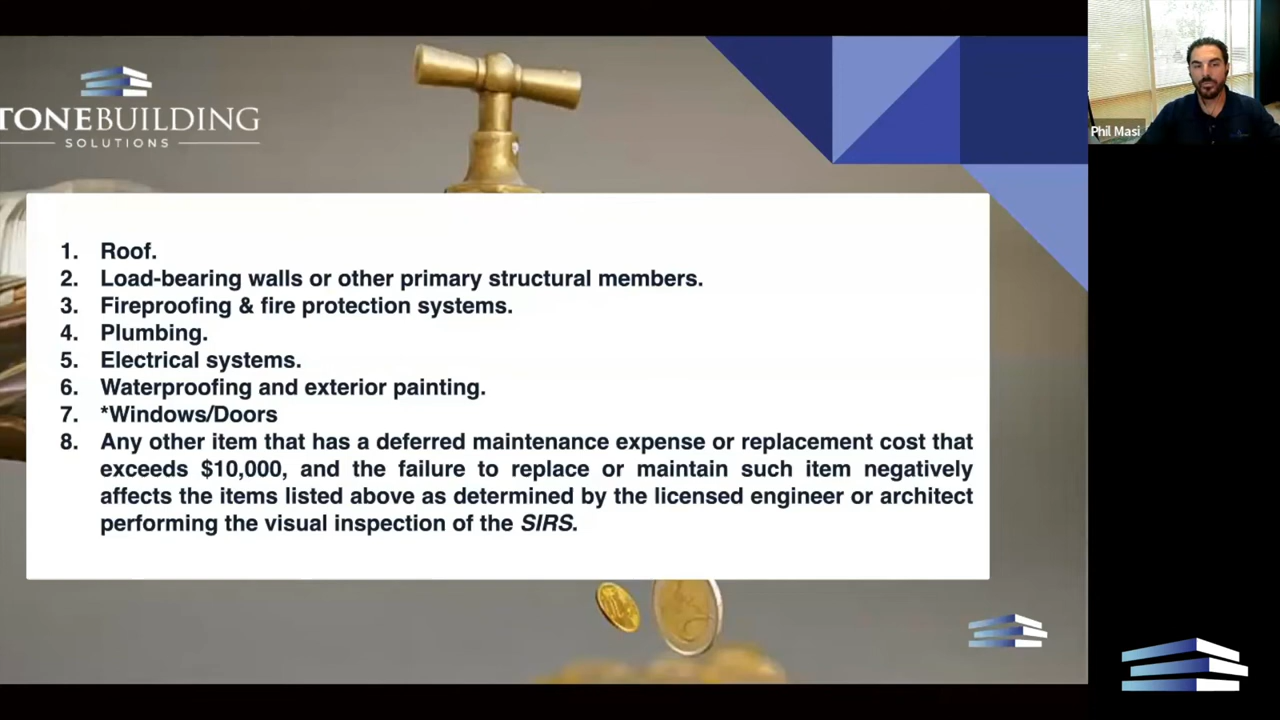 TONEBUILDING
SOLUTIONS
Phil Masi
1. Roof.
2. Load-bearing walls or other primary structural members.
3. Fireproofing & fire protection systems.
4. Plumbing.
5. Electrical systems.
6. Waterproofing and exterior painting.
7. *Windows/Doors
8. Any other item that has a deferred maintenance expense or replacement cost that
exceeds $10,000, and the failure to replace or maintain such item negatively
affects the items listed above as determined by the licensed engineer or architect
performing the visual inspection of the SIRS.